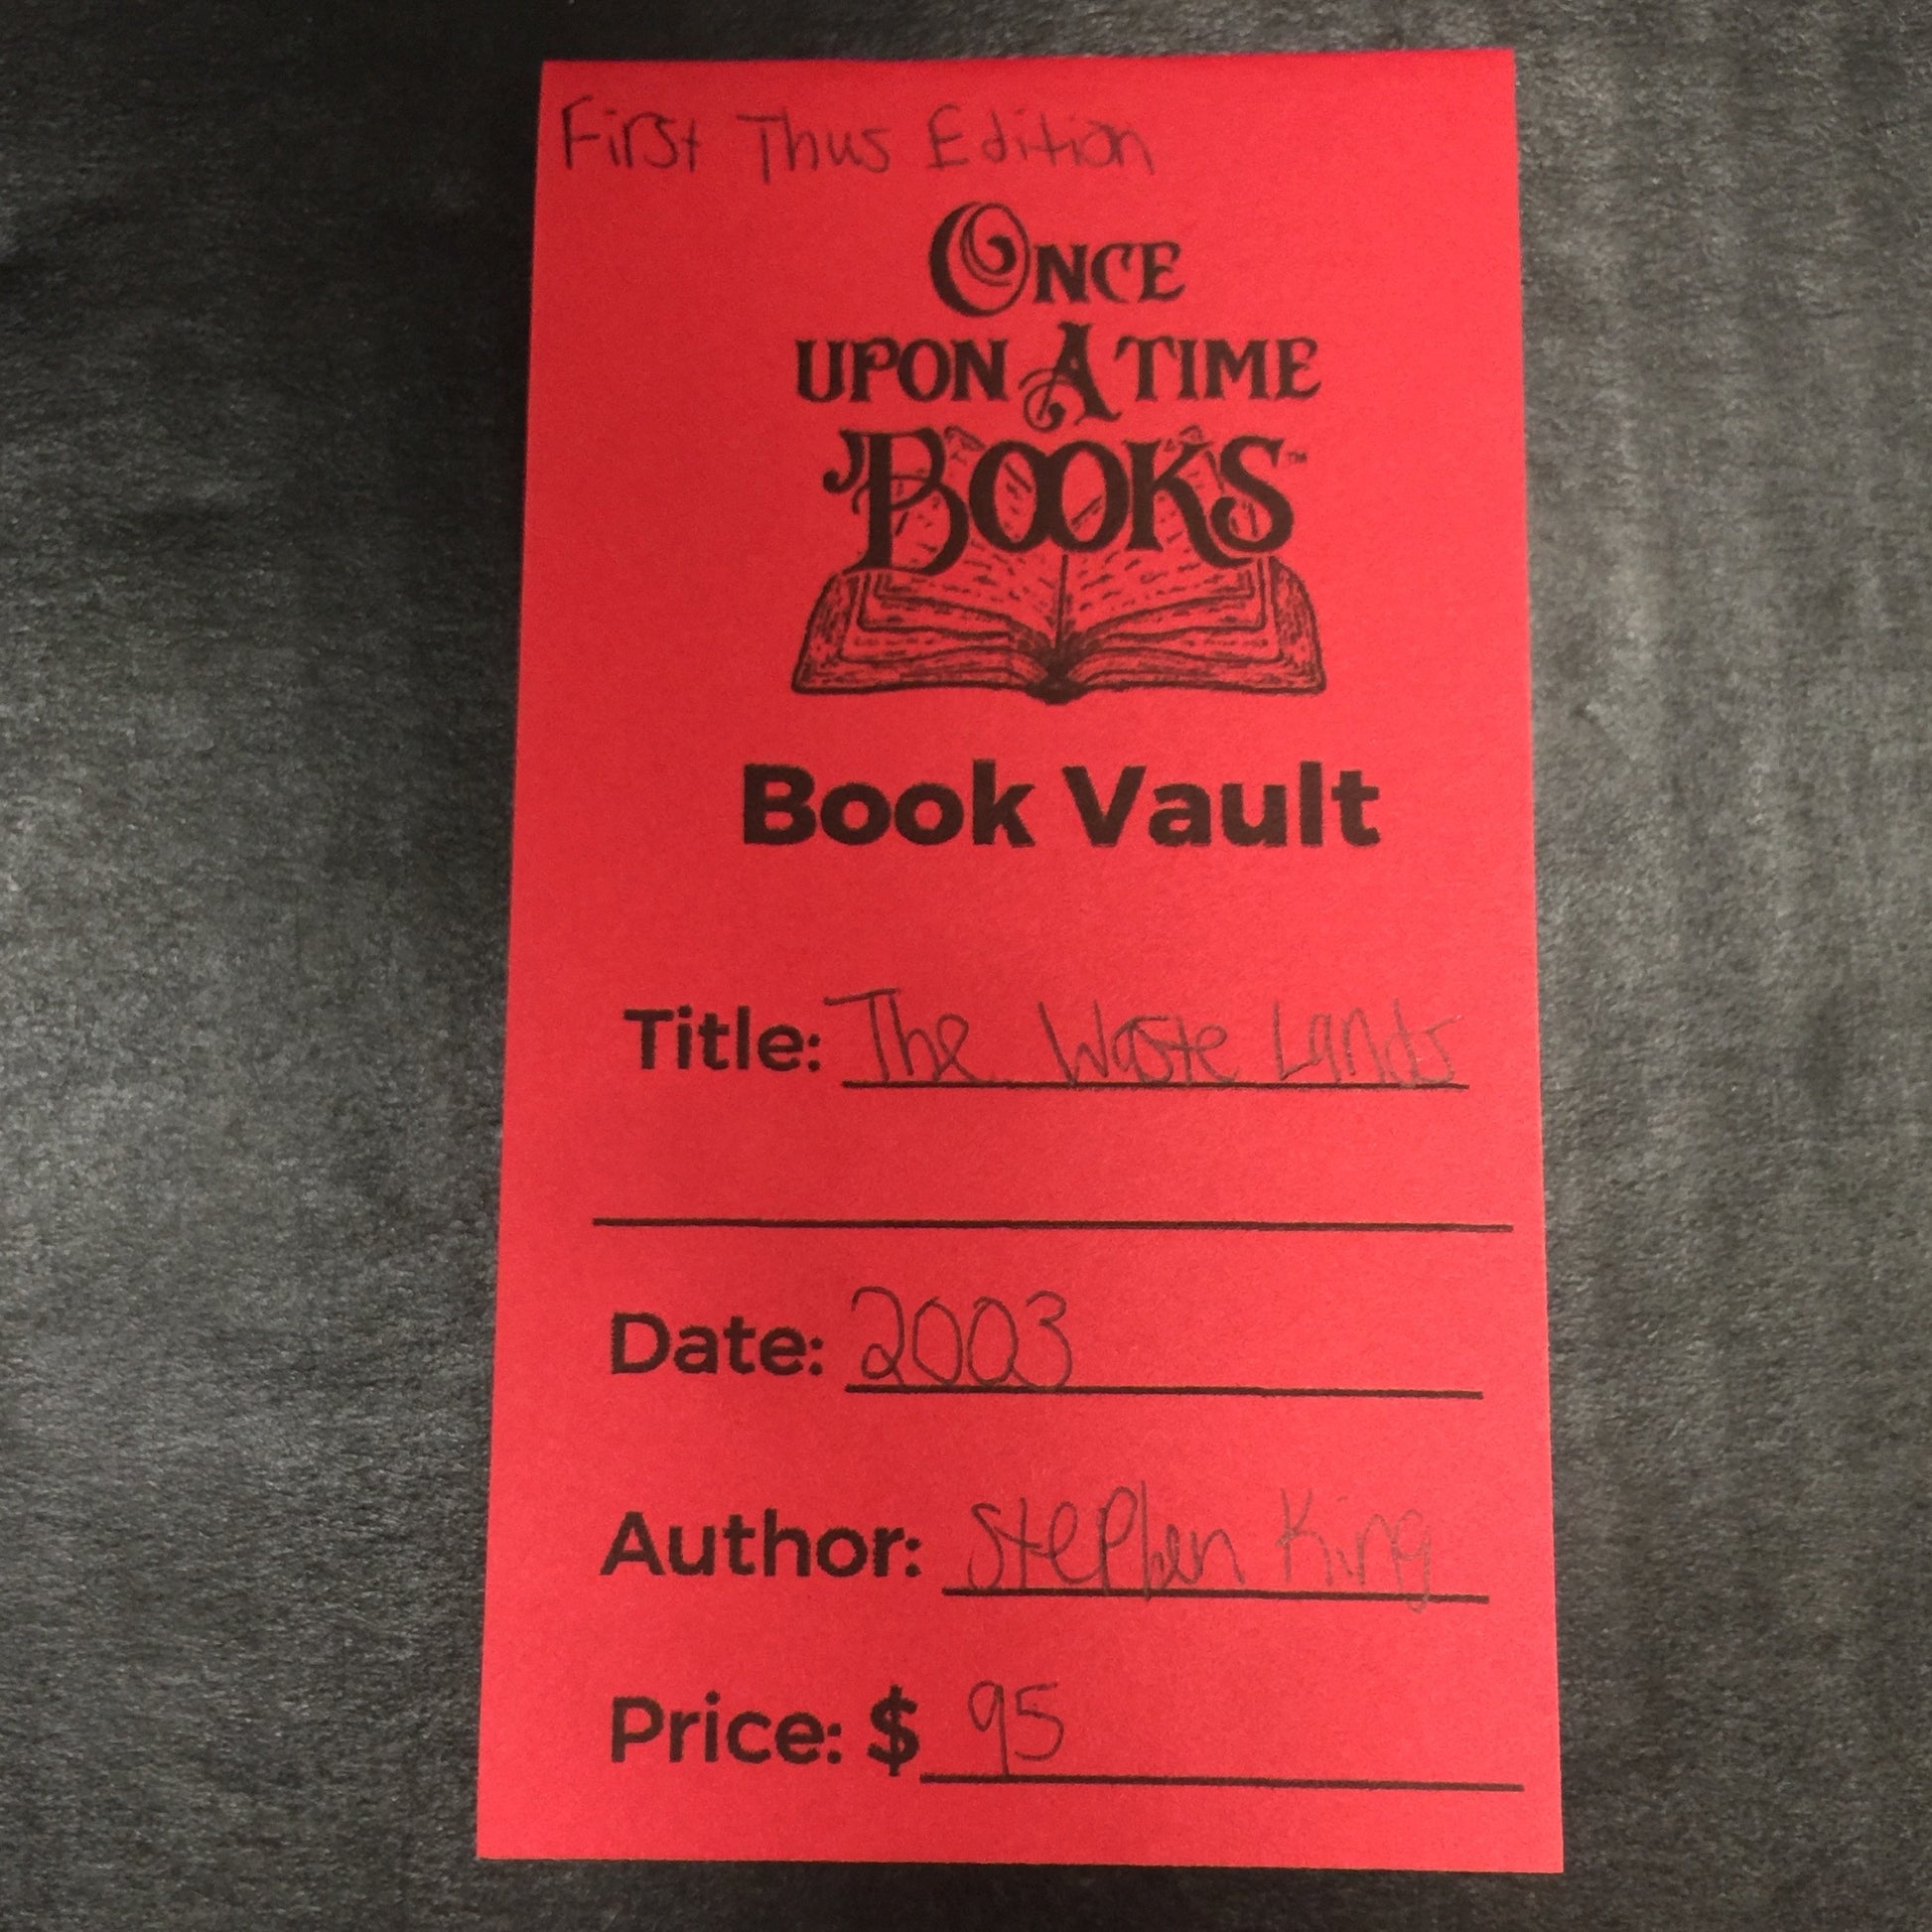 First Thus Edition
ONCE
UPON A TIME
BOOKS™
Book Vault
Title: The Waste Lands
Date: 2003
Author: Stephen King
Price: $ 95